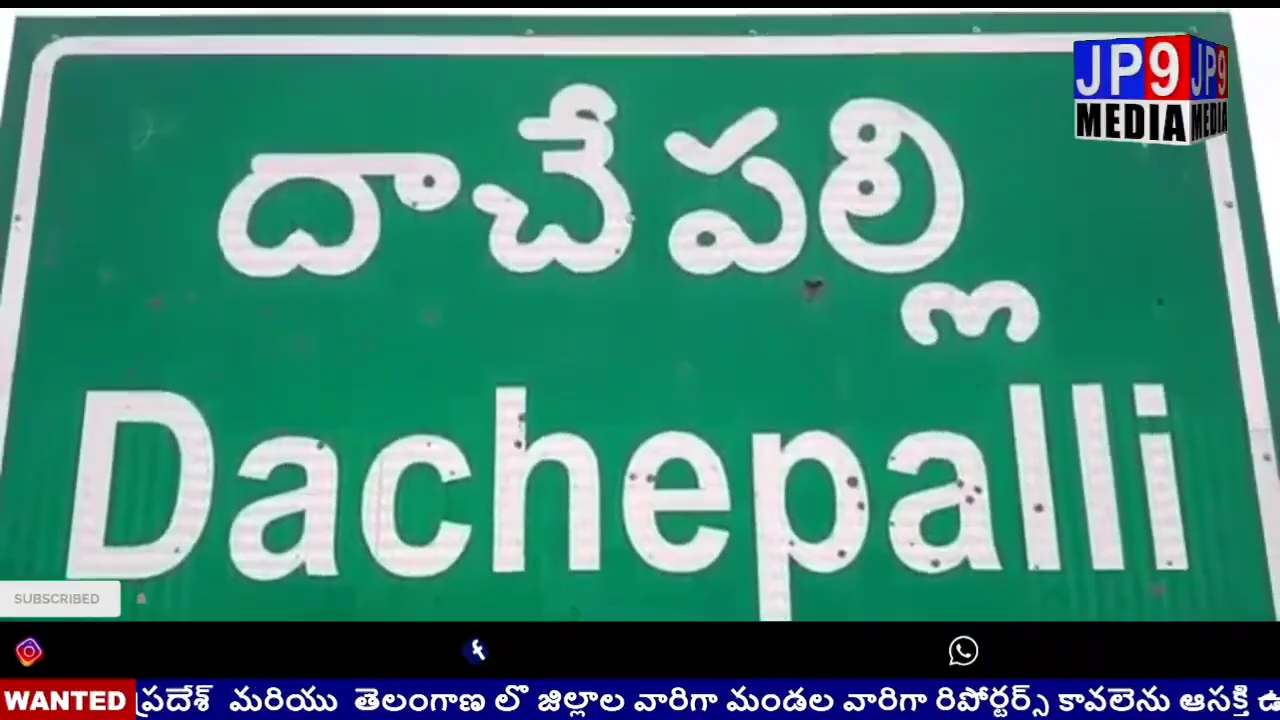 JP9 JP9
MEDIA MEDIA
దాచేపల్లి
Dachepalli
SUBSCRIBED
WANTED ప్రదేశ్ మరియు తెలంగాణ లొ జిల్లాల వారిగా మండల వారిగా రిపోర్టర్స్ కావలెను ఆసక్తి ఉ